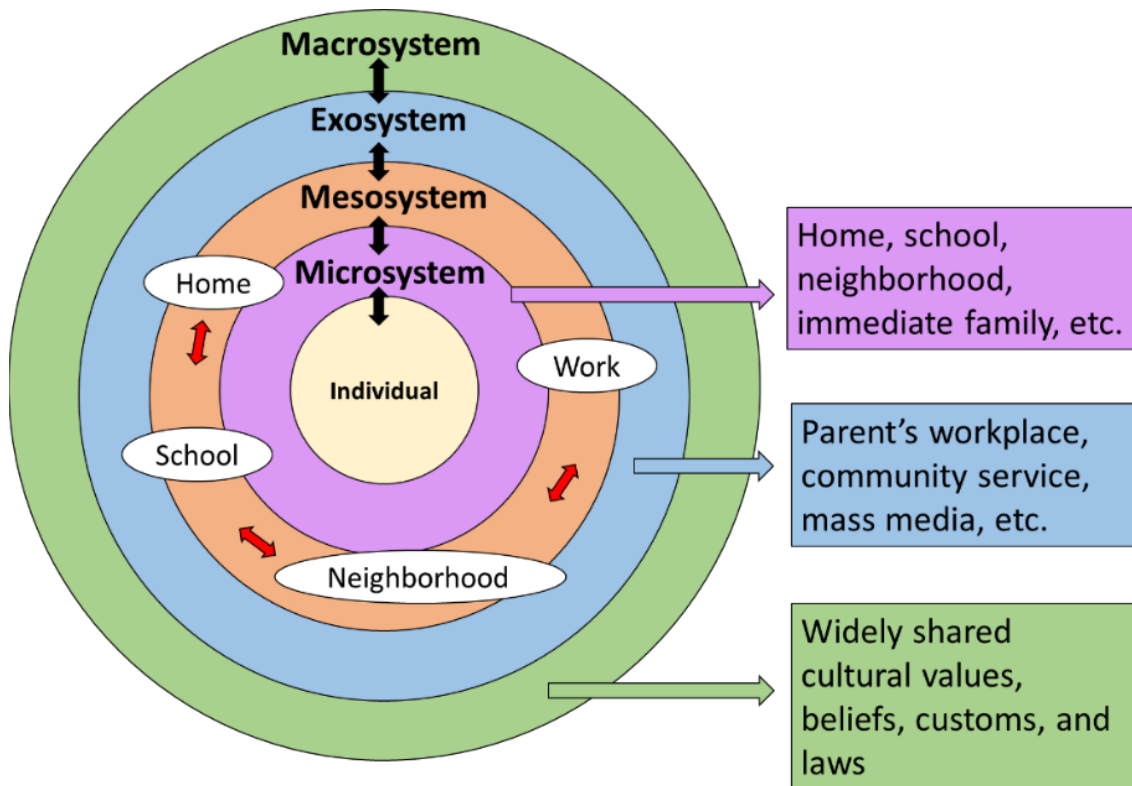 Macrosystem
Exosystem
Mesosystem
Microsystem
Individual
Home
School
Neighborhood
Work
Home, school,
neighborhood,
immediate family, etc.
Parent's workplace,
community service,
mass media, etc.
Widely shared
cultural values,
beliefs, customs, and
laws